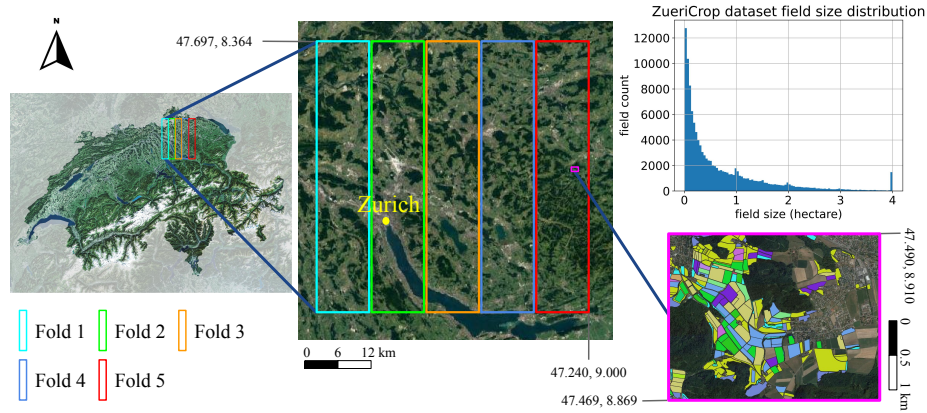 N
47.697, 8.364
Zurich
Fold 1
Fold 2
Fold 3
Fold 4
Fold 5
0 6 12 km
47.240, 9.000
ZueriCrop dataset field size distribution
field count
12000
10000
8000
6000
4000
2000
0
0 1 2 3 4
field size (hectare)
47.490, 8.910
0 0.5 1 km
47.469, 8.869